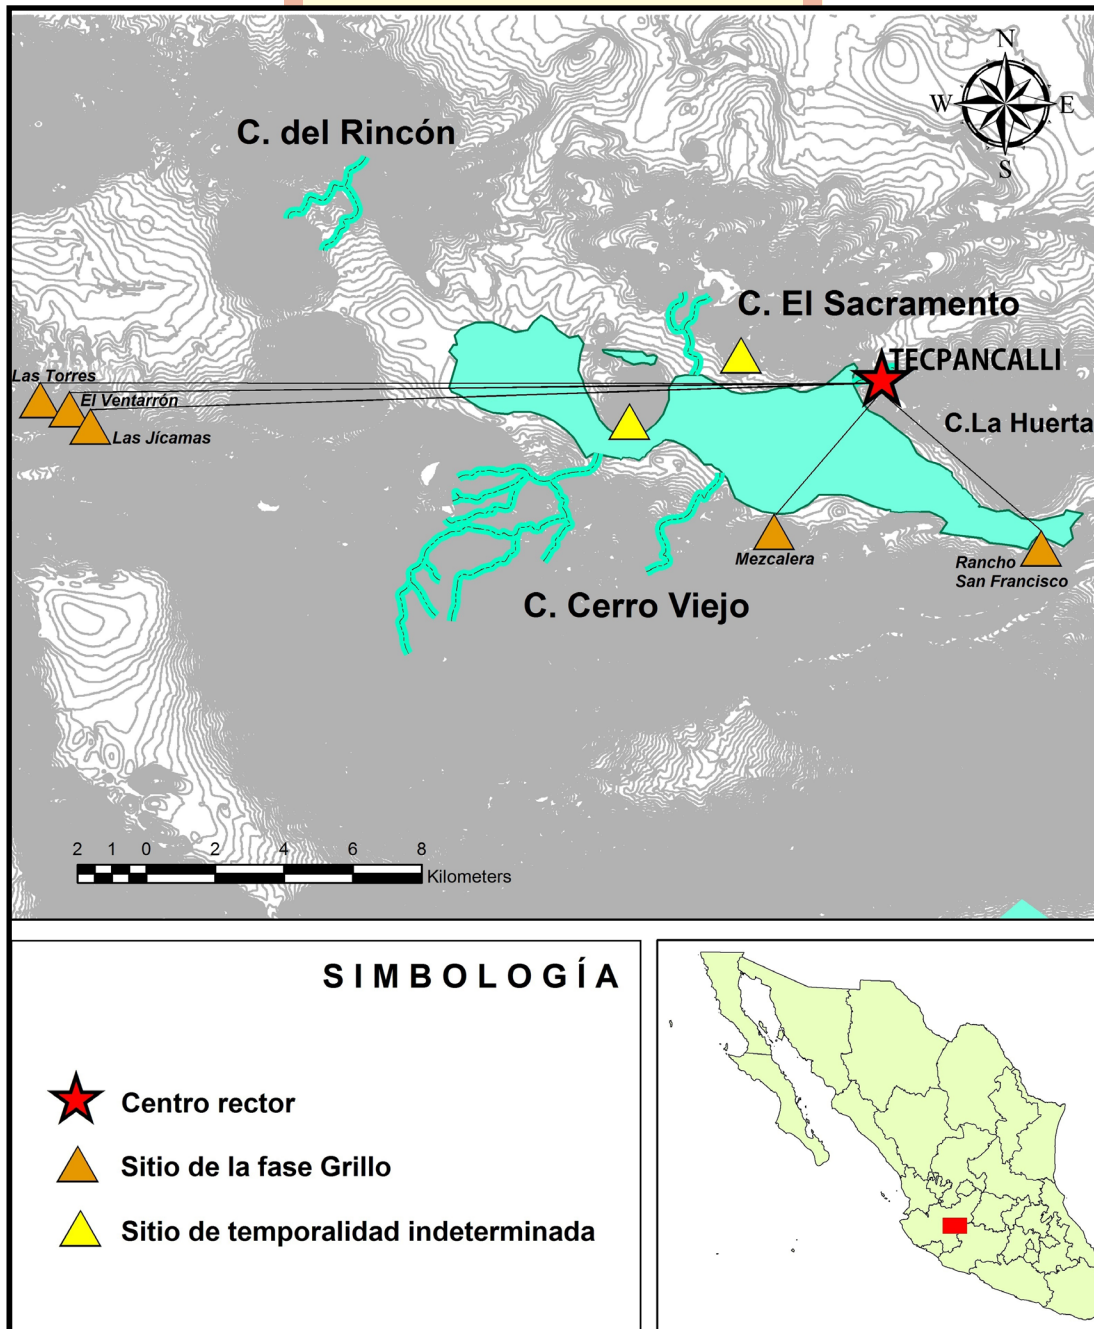 N
W E
S
C. del Rincón
C. El Sacramento
TECPANCALLI
Las Torres
El Ventarrón
Las Jícamas
C.La Huerta
Mezcalera
Rancho
San Francisco
C. Cerro Viejo
2 1 0 2 4 6 8
Kilometers
SIMBOLOGÍA
Centro rector
Sitio de la fase Grillo
Sitio de temporalidad indeterminada